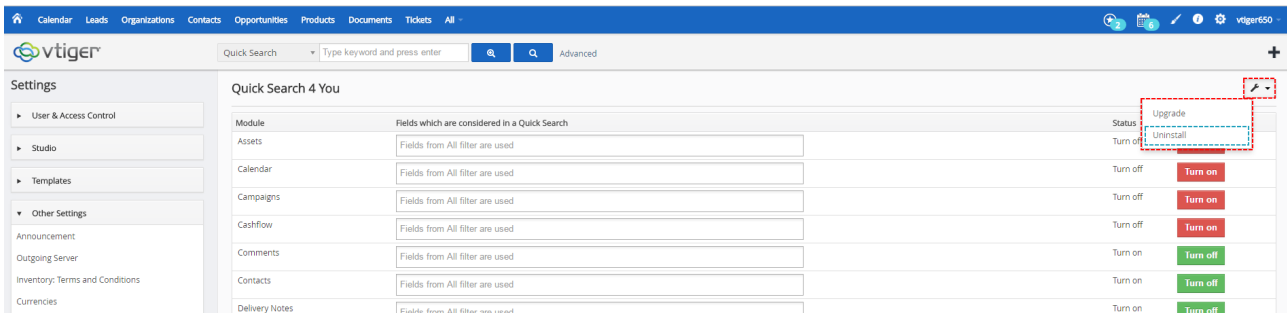 Calendar Leads Organizations Contacts Opportunities Products Documents Tickets All 2 6 vtiger650
vtiger Quick Search Type keyword and press enter Advanced
Settings
Quick Search 4 You
User & Access Control
Studio
Templates
Other Settings
Announcement
Outgoing Server
Inventory: Terms and Conditions
Currencies
Upgrade
Uninstall
Module Fields which are considered in a Quick Search Status
Assets Fields from All filter are used Turn off
Calendar Fields from All filter are used Turn off Turn on
Campaigns Fields from All filter are used Turn off Turn on
Cashflow Fields from All filter are used Turn off Turn on
Comments Fields from All filter are used Turn on Turn off
Contacts Fields from All filter are used Turn on Turn off
Delivery Notes Fields from All filter are used Turn on Turn off